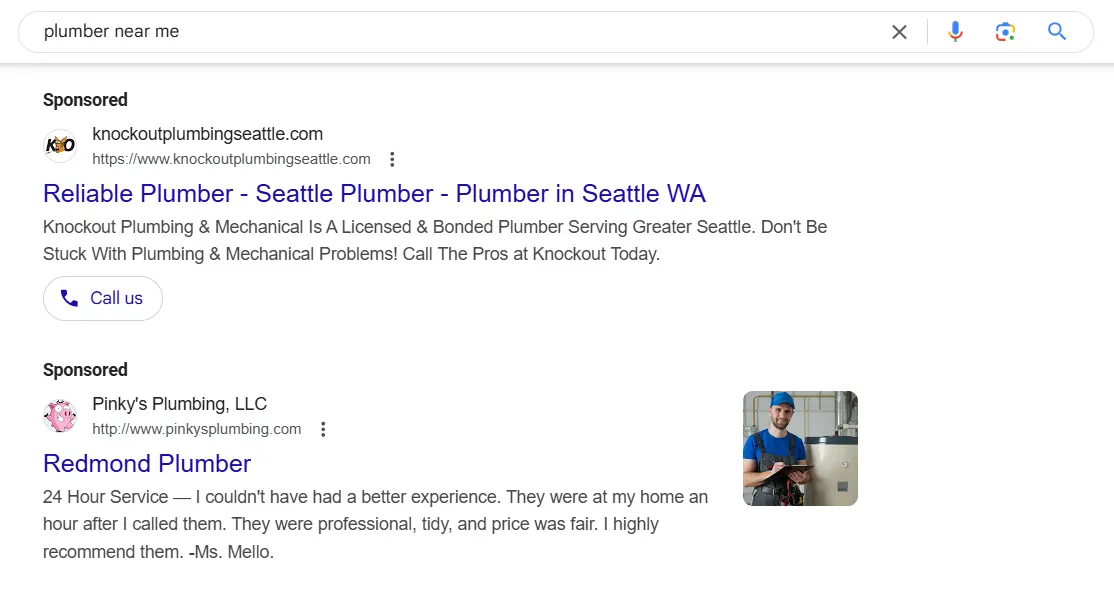 plumber near me
Sponsored
knockoutplumbingseattle.com
https://www.knockoutplumbingseattle.com
Reliable Plumber - Seattle Plumber - Plumber in Seattle WA
Knockout Plumbing & Mechanical Is A Licensed & Bonded Plumber Serving Greater Seattle. Don't Be
Stuck With Plumbing & Mechanical Problems! Call The Pros at Knockout Today.
Call us
Sponsored
Pinky's Plumbing, LLC
http://www.pinkysplumbing.com
Redmond Plumber
24 Hour Service — I couldn't have had a better experience. They were at my home an
hour after I called them. They were professional, tidy, and price was fair. I highly
recommend them. -Ms. Mello.